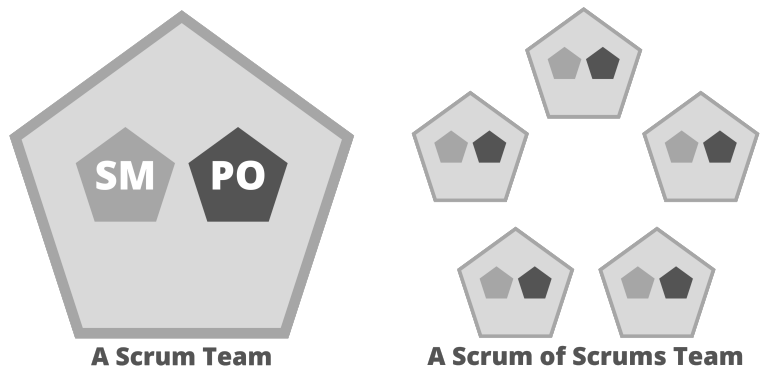 SM PO
A Scrum Team
A Scrum of Scrums Team